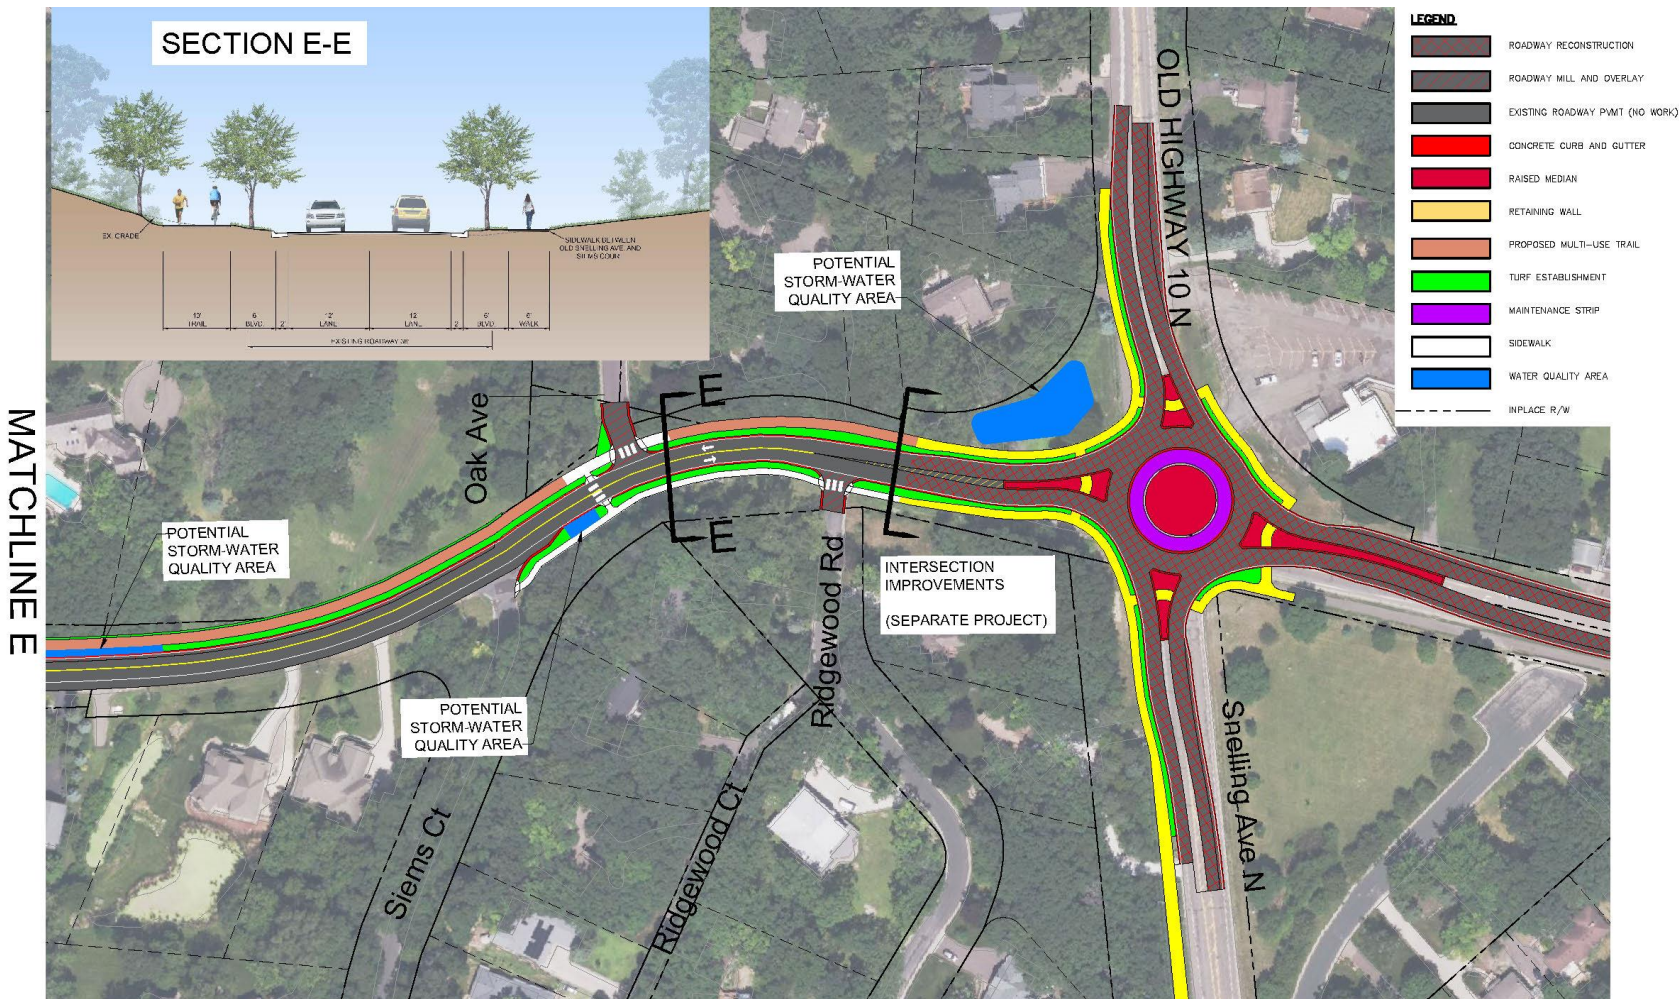 SECTION E-E
EX. GRADE
SIDEWALK BETWEEN
OLD SNELLING AVE. AND
SIEMS COURT
10'
TRAIL
6'
BLVD.
2'
12'
LANE
12'
LANE
2'
6'
BLVD.
6'
WALK
EXISTING ROADWAY 36'
LEGEND
ROADWAY RECONSTRUCTION
ROADWAY MILL AND OVERLAY
EXISTING ROADWAY PVMT (NO WORK)
CONCRETE CURB AND GUTTER
RAISED MEDIAN
RETAINING WALL
PROPOSED MULTI-USE TRAIL
TURF ESTABLISHMENT
MAINTENANCE STRIP
SIDEWALK
WATER QUALITY AREA
INPLACE R/W
OLD HIGHWAY 10 N
POTENTIAL
STORM-WATER
QUALITY AREA
E
E
Oak Ave
MATCHLINE E
POTENTIAL
STORM-WATER
QUALITY AREA
INTERSECTION
IMPROVEMENTS
(SEPARATE PROJECT)
Ridgewood Rd
POTENTIAL
STORM-WATER
QUALITY AREA
Siems Ct
Ridgewood Ct
Snelling Ave N